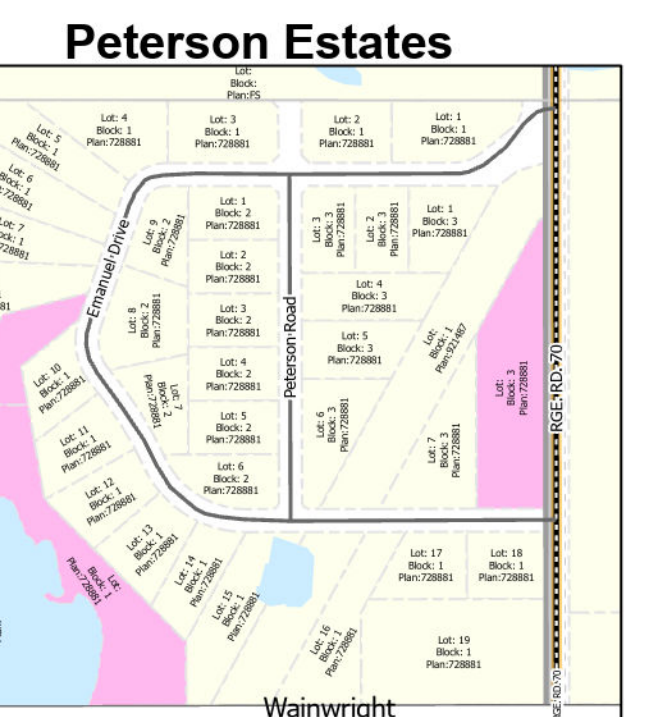 Peterson Estates
Lot:
Block:
Plan:FS
Lot: 4
Block: 1
Plan:728881
Lot: 3
Block: 1
Plan:728881
Lot: 2
Block: 1
Plan:728881
Lot: 1
Block: 1
Plan:728881
Lot: 5
Block: 1
Plan:728881
Lot: 6
Block: 1
Plan:728881
Lot: 7
Block: 1
728881
81
Emanuel Drive
Lot: 9
Block: 2
Plan:728881
Lot: 8
Block: 2
Plan:728881
Lot: 7
Block: 2
Plan:728881
Lot: 1
Block: 2
Plan:728881
Lot: 2
Block: 2
Plan:728881
Lot: 3
Block: 2
Plan:728881
Lot: 4
Block: 2
Plan:728881
Lot: 5
Block: 2
Plan:728881
Lot: 6
Block: 2
Plan:728881
Peterson Road
Lot: 3
Block: 3
Plan:728881
Lot: 2
Block: 3
Plan:728881
Lot: 1
Block: 3
Plan:728881
Lot: 4
Block: 3
Plan:728881
Lot: 5
Block: 3
Plan:728881
Lot: 6
Block: 3
Plan:728881
Lot:
Block: 1
Plan:921487
Lot: 7
Block: 3
Plan:728881
Lot:
Block: 3
Plan:728881
RGE. RD. 70
Lot: 10
Block: 1
Plan:728881
Lot: 11
Block: 1
Plan:728881
Lot: 12
Block: 1
Plan:728881
Lot: 13
Block: 1
Plan:728881
Lot: 14
Block: 1
Plan:728881
Lot: 15
Block: 1
Plan:728881
Lot:
Block: 1
Plan:728881
Lot: 16
Block: 1
Plan:728881
Lot: 17
Block: 1
Plan:728881
Lot: 18
Block: 1
Plan:728881
Lot: 19
Block: 1
Plan:728881
GE. RD. 70
Wainwright